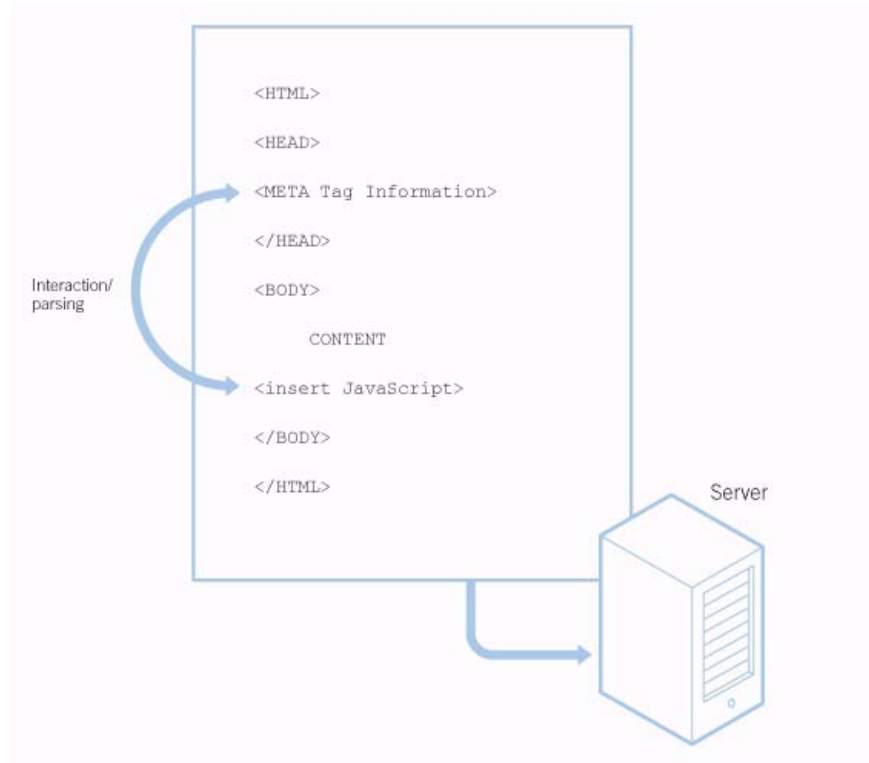 <HTML>
<HEAD>
<META Tag Information>
</HEAD>
Interaction/
parsing
<BODY>
CONTENT
<insert JavaScript>
</BODY>
</HTML>
Server